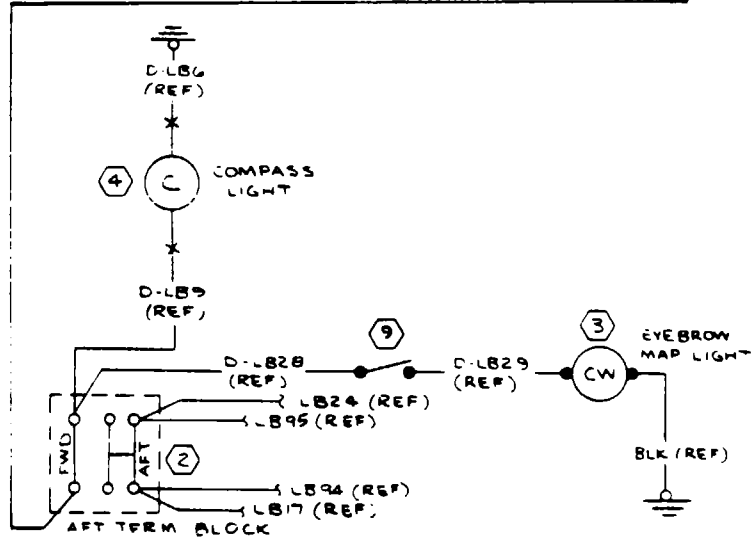 D-LB6
(REF)
4
C
COMPASS
LIGHT
D-LB9
(REF)
9
3
EYEBROW
MAP LIGHT
D-LB28
(REF)
D-LB29
(REF)
CW
LB24 (REF)
LB95 (REF)
FWD
AFT
2
BLK (REF)
LB94 (REF)
LB17 (REF)
AFT TERM BLOCK